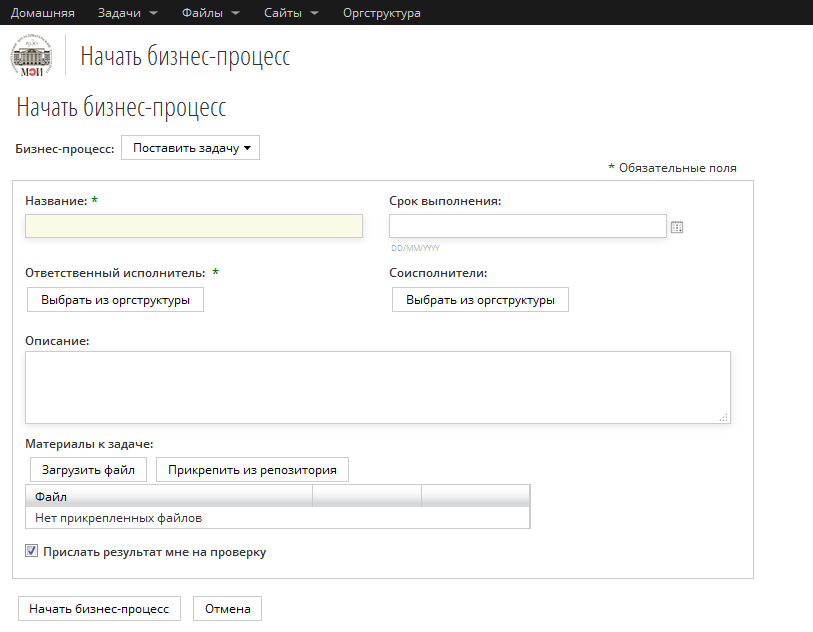 Домашняя Задачи Файлы Сайты Оргструктура
МЭИ
Начать бизнес-процесс
Начать бизнес-процесс
Бизнес-процесс: Поставить задачу
* Обязательные поля
Название: * Срок выполнения:
DD/MM/YYYY
Ответственный исполнитель: * Соисполнители:
Выбрать из оргструктуры Выбрать из оргструктуры
Описание:
Материалы к задаче:
Загрузить файл Прикрепить из репозитория
Файл
Нет прикрепленных файлов
Прислать результат мне на проверку
Начать бизнес-процесс Отмена